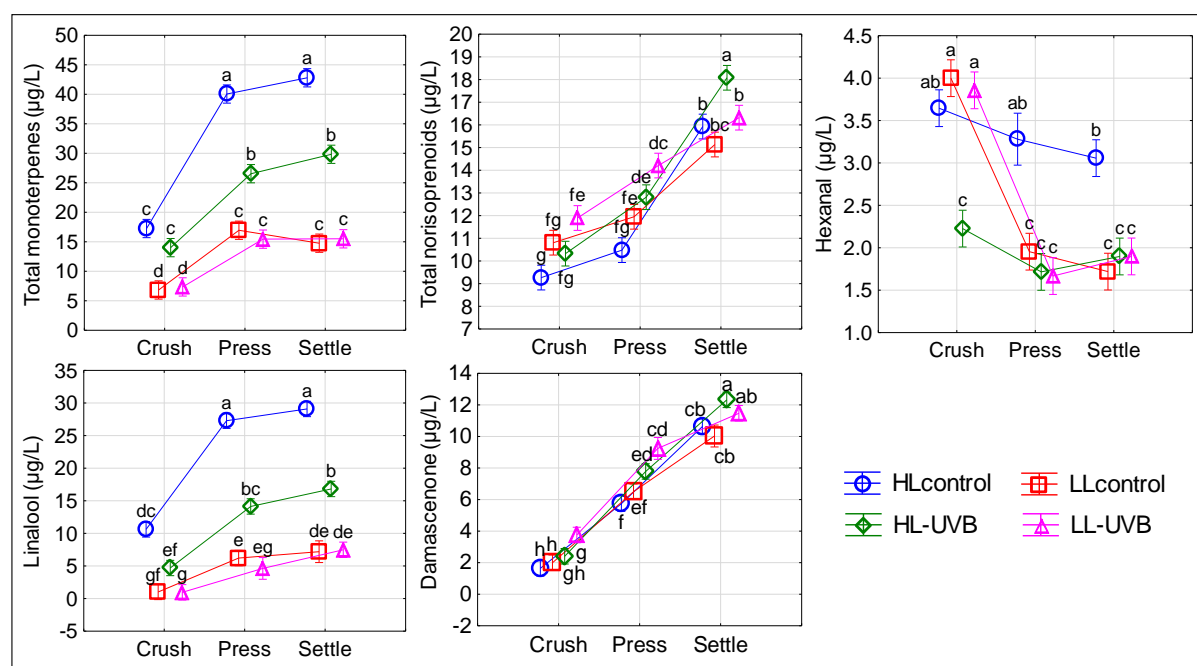 Total monoterpenes (µg/L)
50
45
40
35
30
25
20
15
10
5
0
c
a
a
c
b
b
d
c
c
d
c
c
Crush Press Settle
Total norisoprenoids (µg/L)
20
19
18
17
16
15
14
13
12
11
10
9
8
7
g
fg
b
fg
de
a
fg
fe
bc
fe
dc
b
Crush Press Settle
Hexanal (µg/L)
4.5
4.0
3.5
3.0
2.5
2.0
1.5
1.0
ab
ab
b
a
c
c
a
c
c
c
c
c
Crush Press Settle
Linalool (µg/L)
35
30
25
20
15
10
5
0
-5
dc
a
a
ef
bc
b
gf
e
de
g
eg
de
Crush Press Settle
Damascenone (µg/L)
14
12
10
8
6
4
2
0
-2
h
f
cb
h
ef
cb
gh
ed
a
g
cd
ab
Crush Press Settle
HLcontrol LLcontrol
HL-UVB LL-UVB